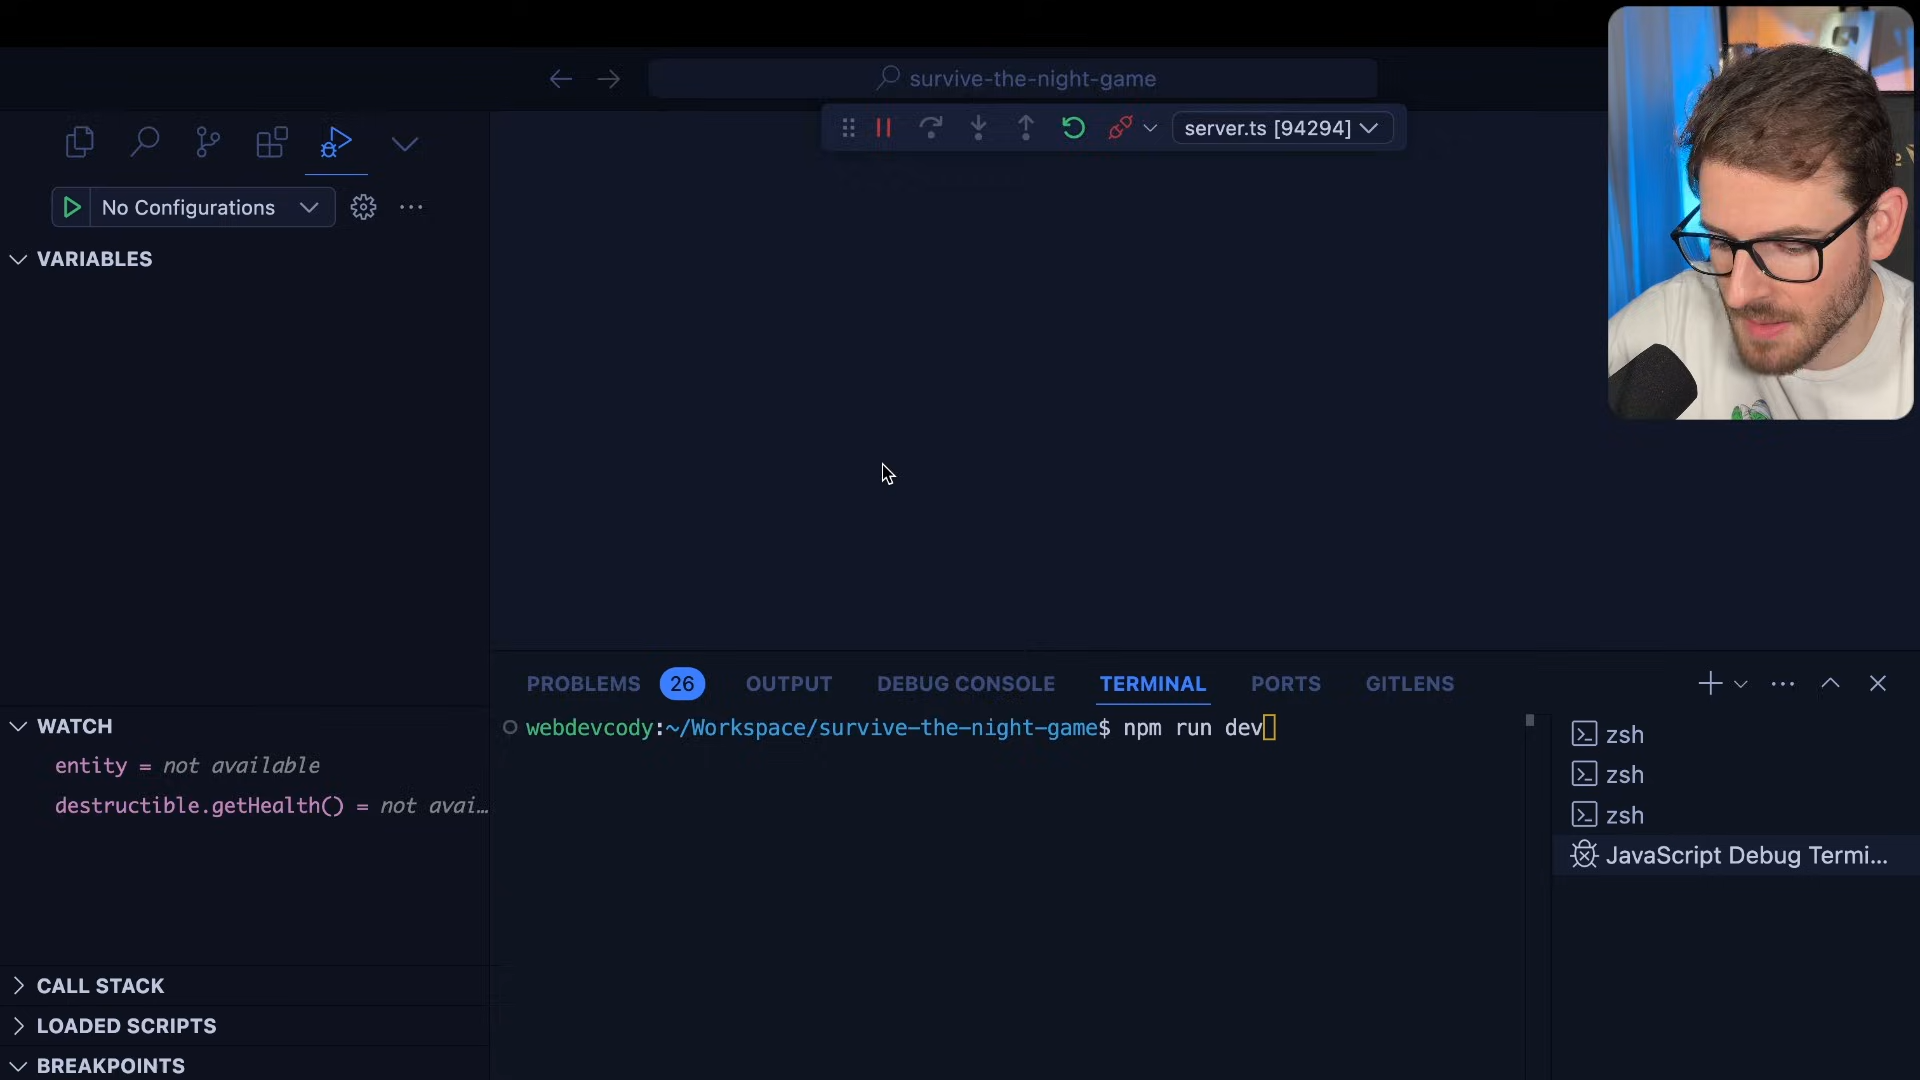 survive-the-night-game
server.ts [94294]
No Configurations
VARIABLES
WATCH
entity = not available
destructible.getHealth() = not avai…
CALL STACK
LOADED SCRIPTS
BREAKPOINTS
PROBLEMS 26 OUTPUT DEBUG CONSOLE TERMINAL PORTS GITLENS
webdevcody:~/Workspace/survive-the-night-game$ npm run dev
zsh
zsh
zsh
JavaScript Debug Termi...